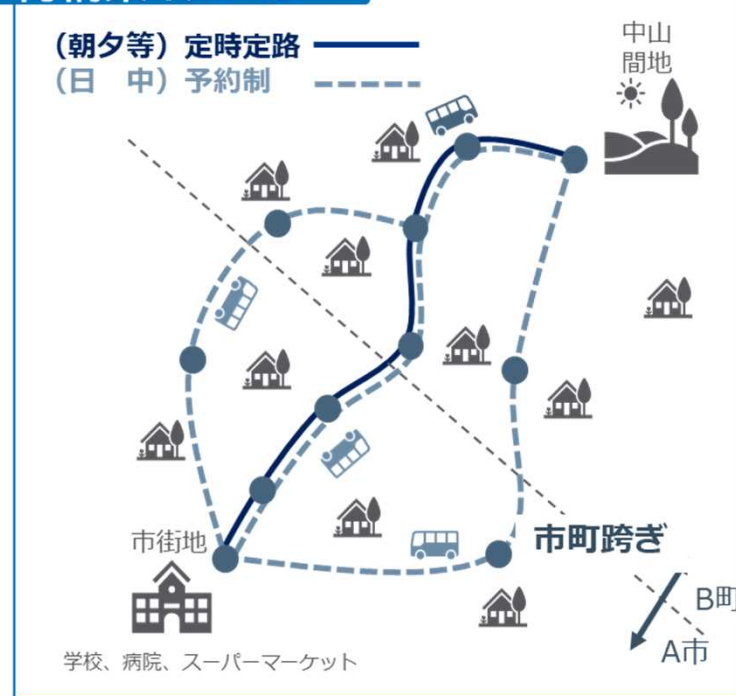 （朝夕等）定時定路
（日　中）予約制
中山
間地
市街地
市町跨ぎ
B町
A市
学校、病院、スーパーマーケット